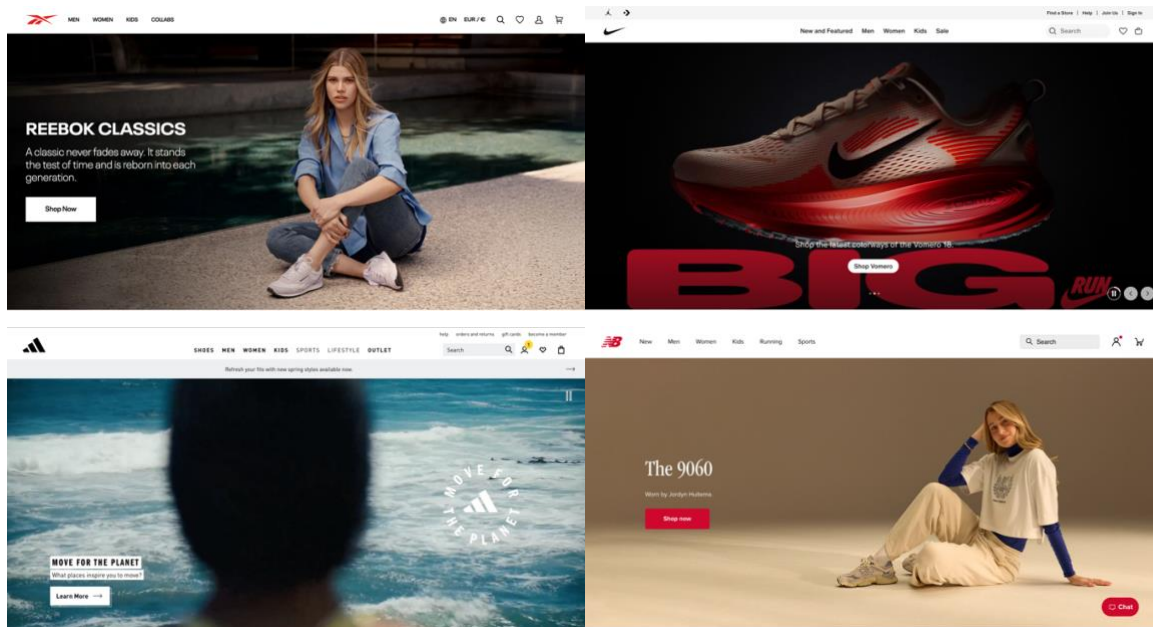 MEN WOMEN KIDS COLLABS EN EUR / €
REEBOK CLASSICS
A classic never fades away. It stands
the test of time and is reborn into each
generation.
Shop Now
Find a Store | Help | Join Us | Sign In
New and Featured Men Women Kids Sale Search
Shop the latest colorways of the Vomero 18.
Shop Vomero
BIG
RUN
help orders and returns gift cards become a member
SHOES MEN WOMEN KIDS SPORTS LIFESTYLE OUTLET Search 1
Refresh your fits with new spring styles available now.
MOVE FOR THE PLANET
MOVE FOR THE PLANET
What places inspire you to move?
Learn More
NB New Men Women Kids Running Sports Search
The 9060
Worn by Jordyn Huitema
Shop now
Chat